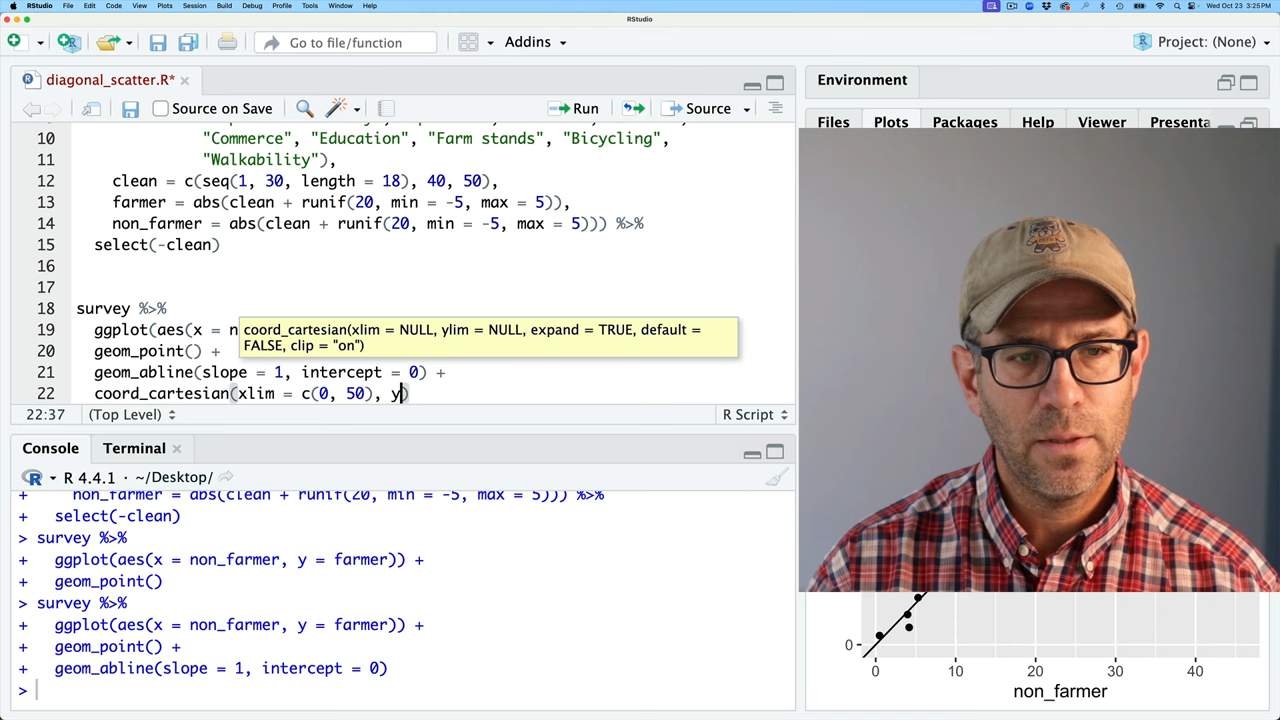 RStudio File Edit Code View Plots Session Build Debug Profile Tools Window Help Wed Oct 23 3:25PM
RStudio
Go to file/function
Addins
Project: (None)
diagonal_scatter.R*
Source on Save
Run
Source
10 "Commerce", "Education", "Farm stands", "Bicycling",
11 "Walkability"),
12 clean = c(seq(1, 30, length = 18), 40, 50),
13 farmer = abs(clean + runif(20, min = -5, max = 5)),
14 non_farmer = abs(clean + runif(20, min = -5, max = 5))) %>%
15 select(-clean)
16
17
18 survey %>%
19 ggplot(aes(x = n
coord_cartesian(xlim = NULL, ylim = NULL, expand = TRUE, default =
FALSE, clip = "on")
20 geom_point() +
21 geom_abline(slope = 1, intercept = 0) +
22 coord_cartesian(xlim = c(0, 50), y)
22:37 (Top Level) R Script
Console Terminal
R 4.4.1 · ~/Desktop/
+ non_farmer = abs(clean + runif(20, min = -5, max = 5))) %>%
+ select(-clean)
> survey %>%
+ ggplot(aes(x = non_farmer, y = farmer)) +
+ geom_point()
> survey %>%
+ ggplot(aes(x = non_farmer, y = farmer)) +
+ geom_point() +
+ geom_abline(slope = 1, intercept = 0)
>
Environment
Files Plots Packages Help Viewer Presenta
0
0 10 20 30 40
non_farmer